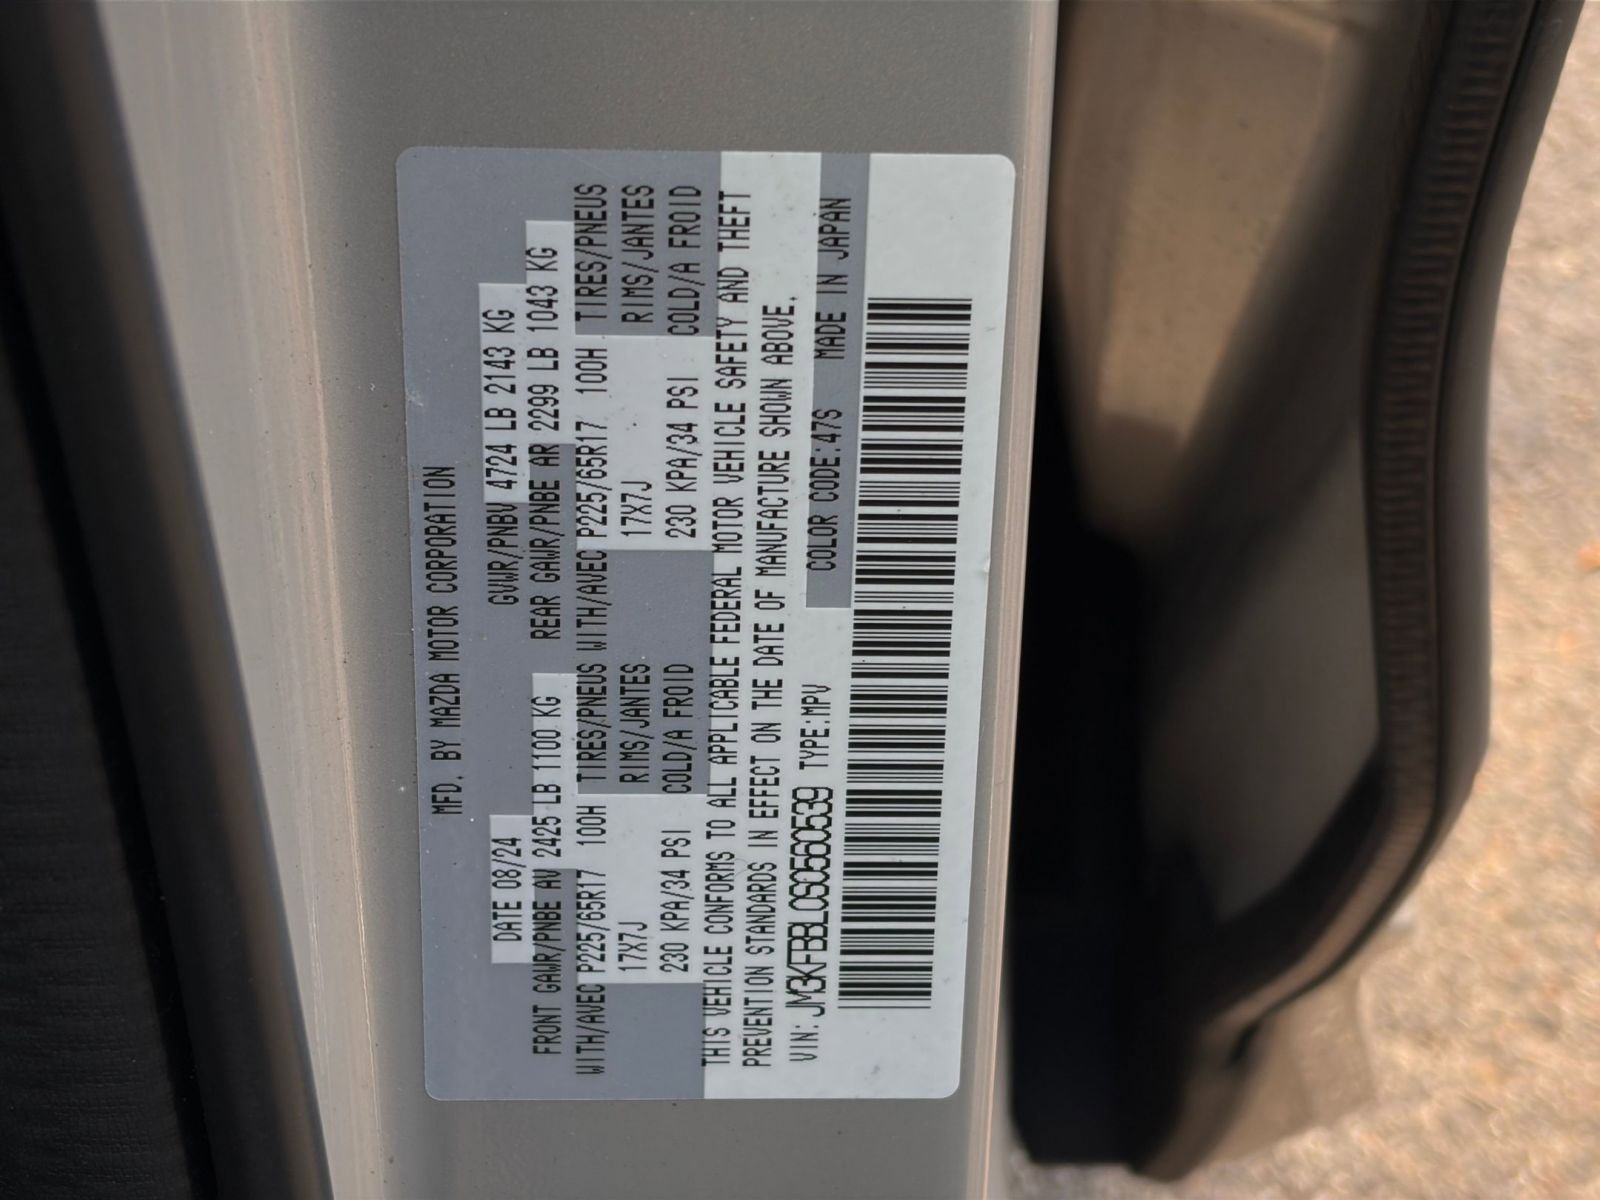 MFD. BY MAZDA MOTOR CORPORATION
DATE 08/24 GVWR/PNBV 4724 LB 2143 KG
FRONT GAWR/PNBE AV 2425 LB 1100 KG REAR GAWR/PNBE AR 2299 LB 1043 KG
WITH/AVEC P225/65R17 100H TIRES/PNEUS WITH/AVEC P225/65R17 100H TIRES/PNEUS
17X7J RIMS/JANTES 17X7J RIMS/JANTES
230 KPA/34 PSI COLD/A FROID 230 KPA/34 PSI COLD/A FROID
THIS VEHICLE CONFORMS TO ALL APPLICABLE FEDERAL MOTOR VEHICLE SAFETY AND THEFT
PREVENTION STANDARDS IN EFFECT ON THE DATE OF MANUFACTURE SHOWN ABOVE.
VIN: JM3KFBBL0S0560539 TYPE:MPV COLOR CODE:47S MADE IN JAPAN